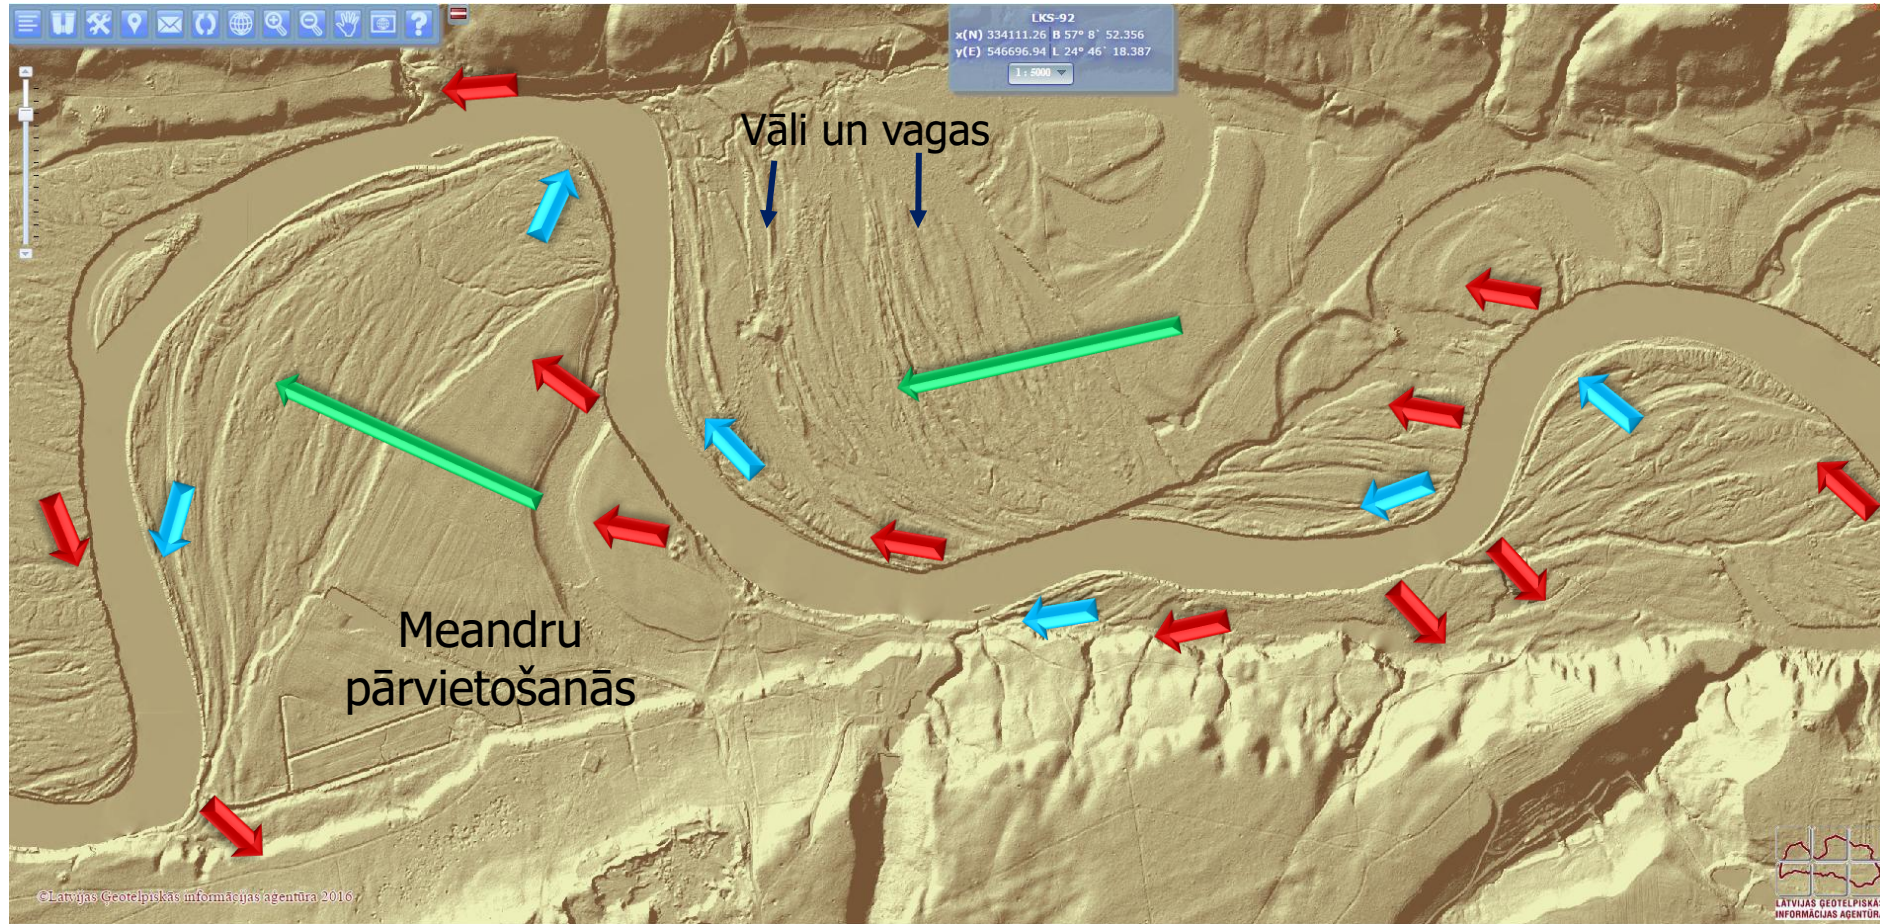 LKS-92
x(N) 334111.26 B 57° 8` 52.356
y(E) 546696.94 L 24° 46` 18.387
1 : 5000
Vāli un vagas
Meandru
pārvietošanās
©Latvijas Ģeotelpiskās informācijas aģentūra 2016
LATVIJAS ĢEOTELPISKĀS
INFORMĀCIJAS AĢENTŪRA